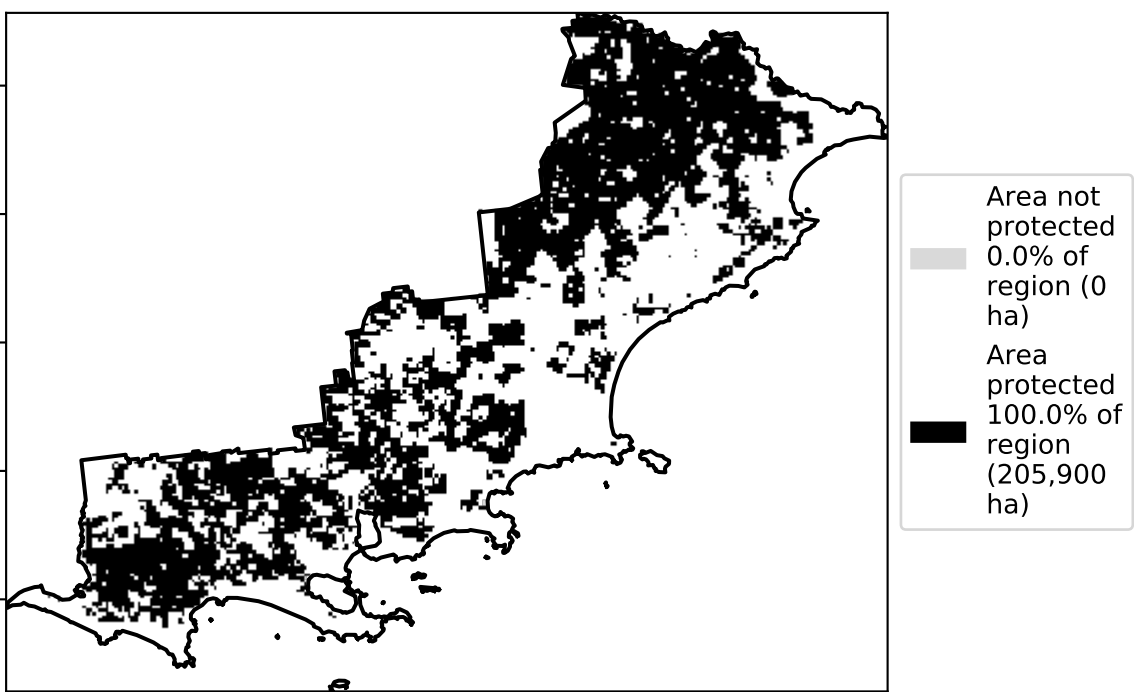 Area not
protected
0.0% of
region (0
ha)
Area
protected
100.0% of
region
(205,900
ha)